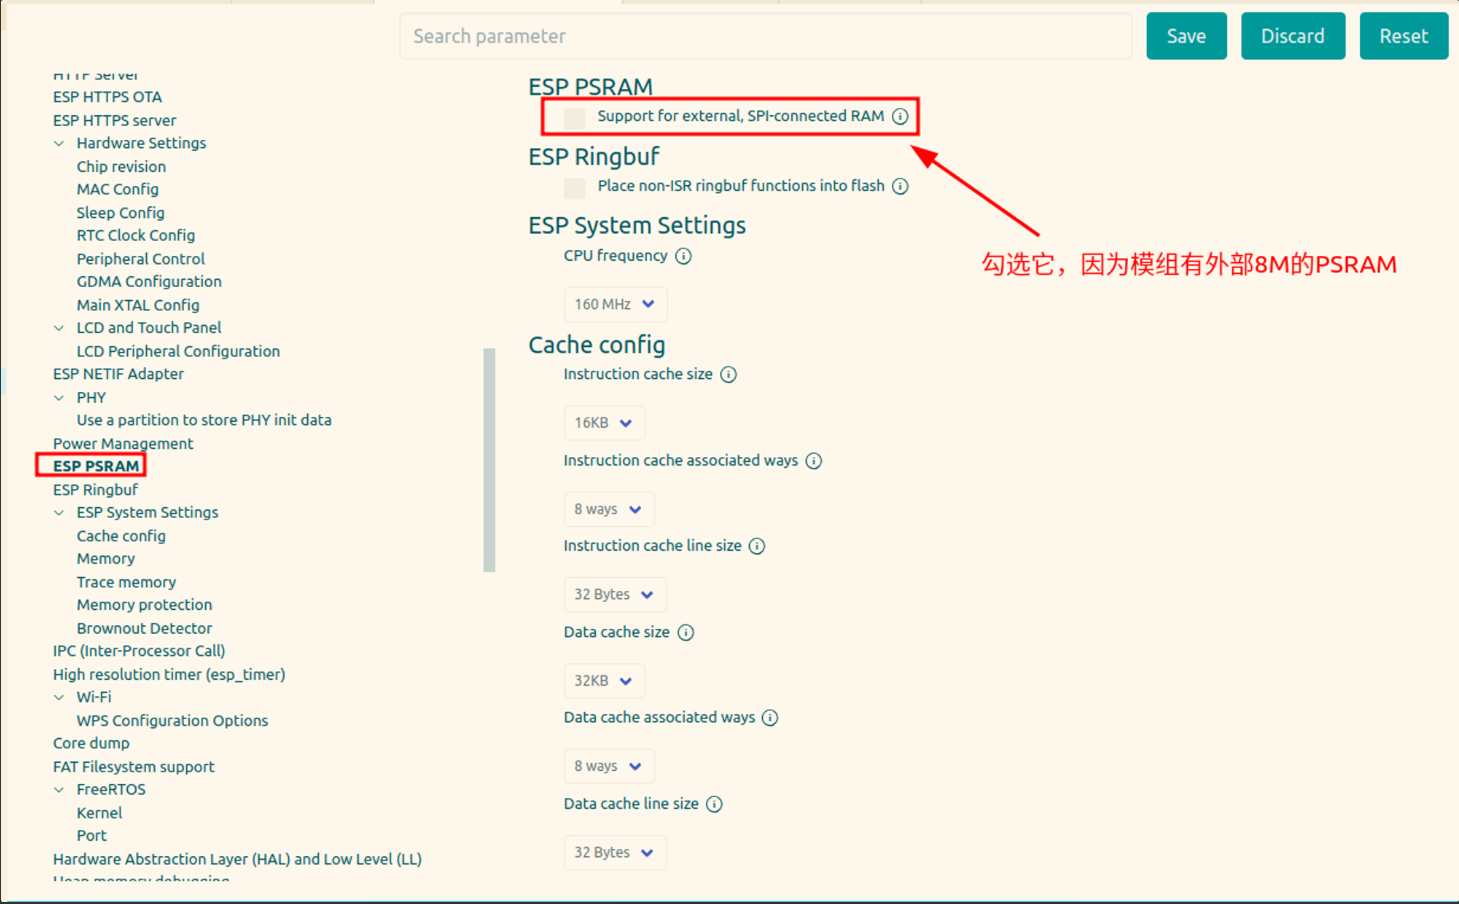 Search parameter
Save
Discard
Reset
HTTP Server
ESP HTTPS OTA
ESP HTTPS server
Hardware Settings
Chip revision
MAC Config
Sleep Config
RTC Clock Config
Peripheral Control
GDMA Configuration
Main XTAL Config
LCD and Touch Panel
LCD Peripheral Configuration
ESP NETIF Adapter
PHY
Use a partition to store PHY init data
Power Management
ESP PSRAM
ESP Ringbuf
ESP System Settings
Cache config
Memory
Trace memory
Memory protection
Brownout Detector
IPC (Inter-Processor Call)
High resolution timer (esp_timer)
Wi-Fi
WPS Configuration Options
Core dump
FAT Filesystem support
FreeRTOS
Kernel
Port
Hardware Abstraction Layer (HAL) and Low Level (LL)
Heap memory debugging
ESP PSRAM
Support for external, SPI-connected RAM
ESP Ringbuf
Place non-ISR ringbuf functions into flash
ESP System Settings
CPU frequency
160 MHz
Cache config
Instruction cache size
16KB
Instruction cache associated ways
8 ways
Instruction cache line size
32 Bytes
Data cache size
32KB
Data cache associated ways
8 ways
Data cache line size
32 Bytes
勾选它，因为模组有外部8M的PSRAM